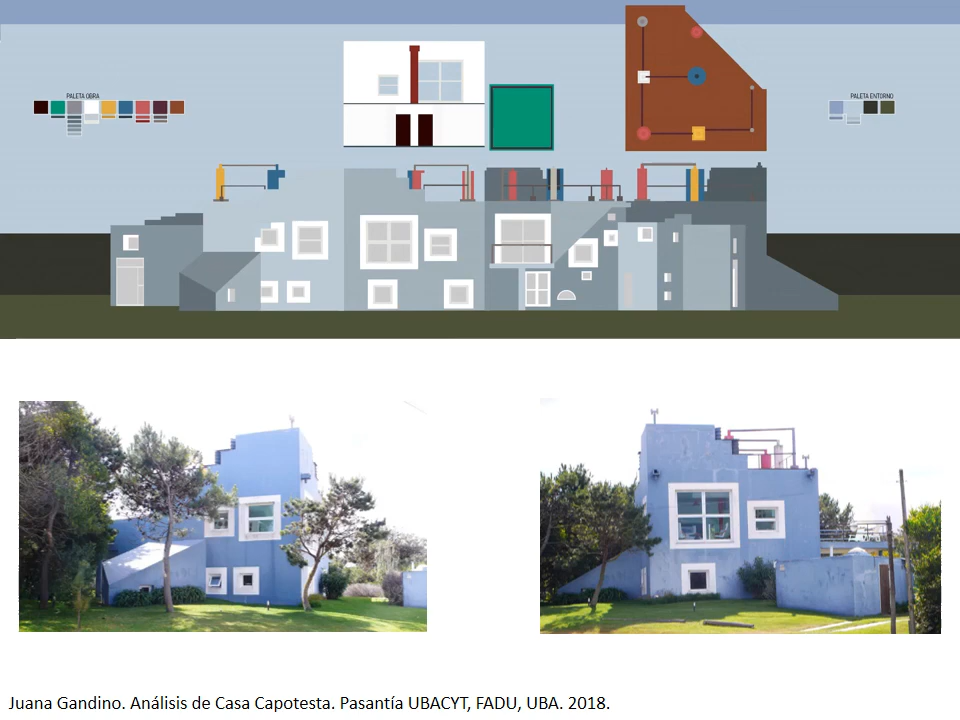 PALETA OBRA
PALETA ENTORNO
Juana Gandino. Análisis de Casa Capotesta. Pasantía UBACYT, FADU, UBA. 2018.